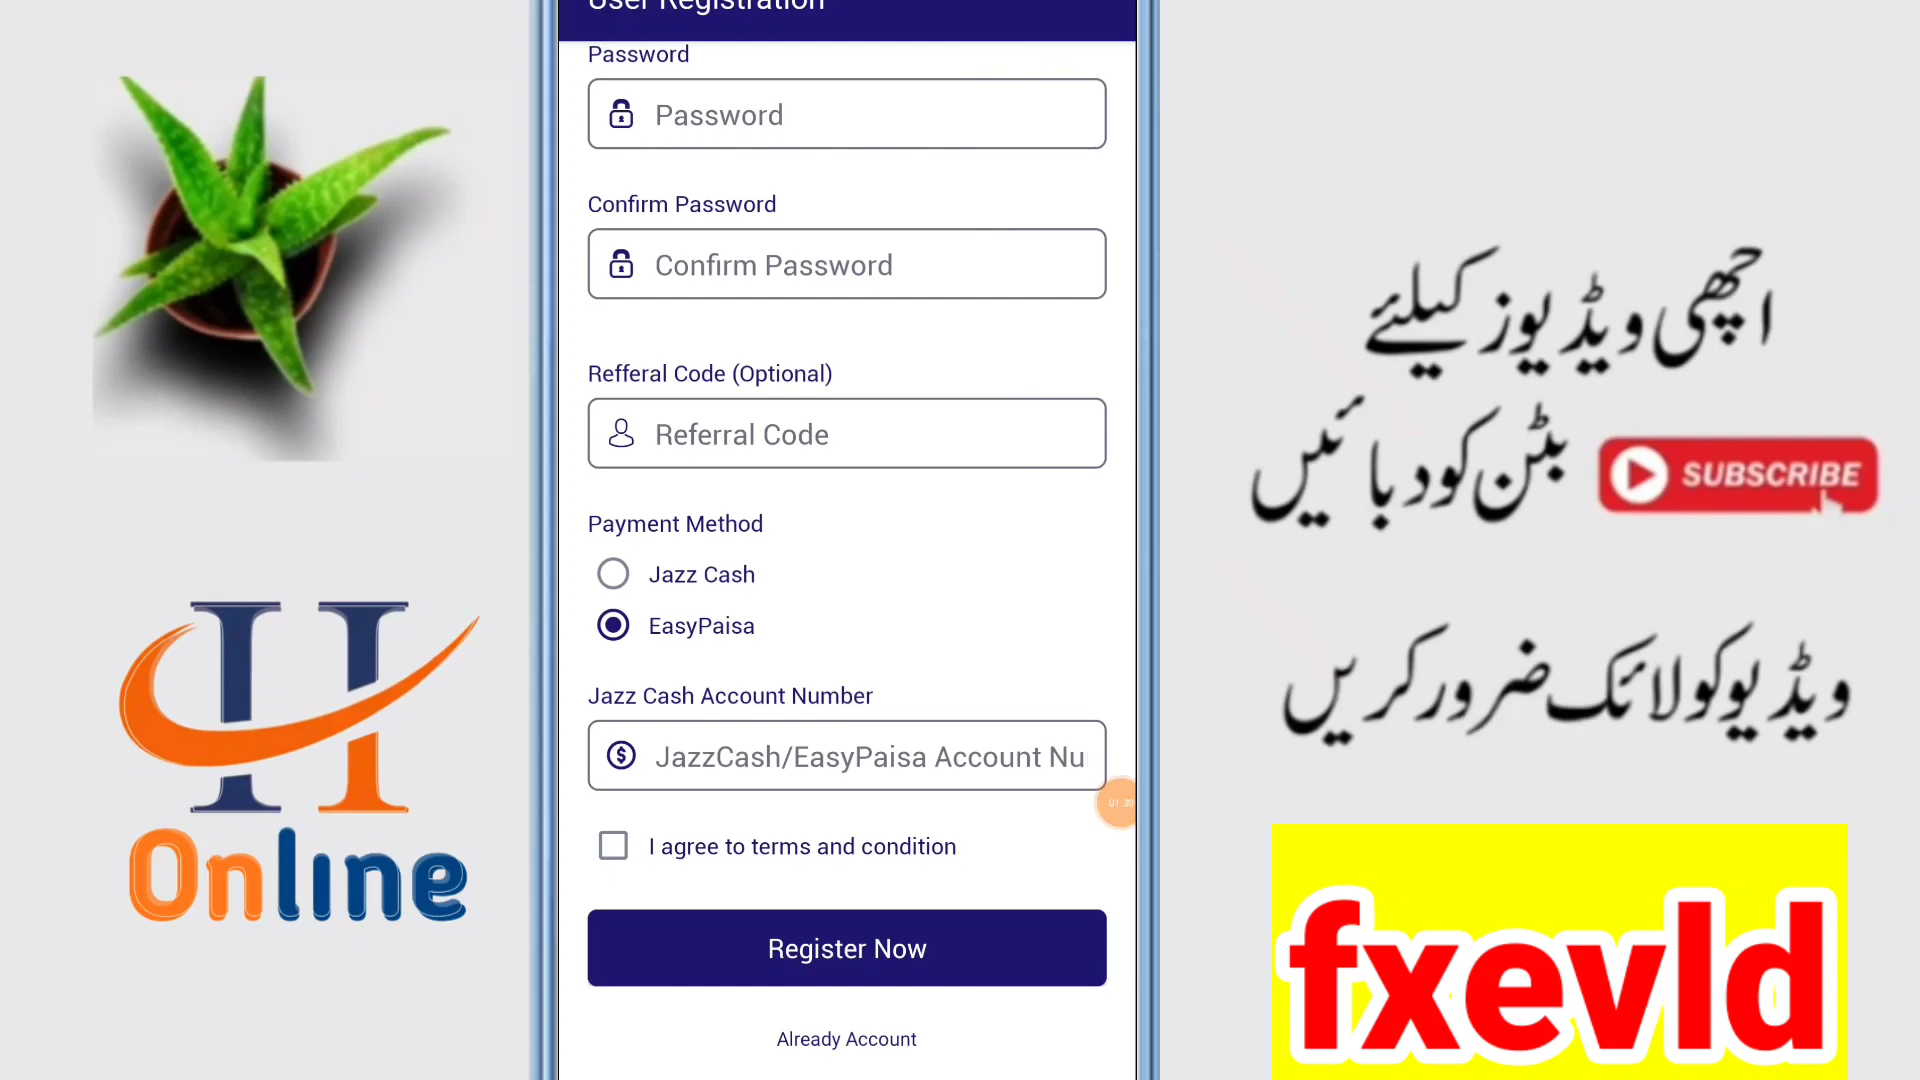 User Registration
Password
Password
Confirm Password
Confirm Password
Refferal Code (Optional)
Referral Code
Payment Method
Jazz Cash
EasyPaisa
Jazz Cash Account Number
JazzCash/EasyPaisa Account Nu
01:39
I agree to terms and condition
Register Now
Already Account
H
Online
اچھی ویڈیوز کیلئے
بٹن کو دبائیں
SUBSCRIBE
ویڈیو کو لائک ضرور کریں
fxevld